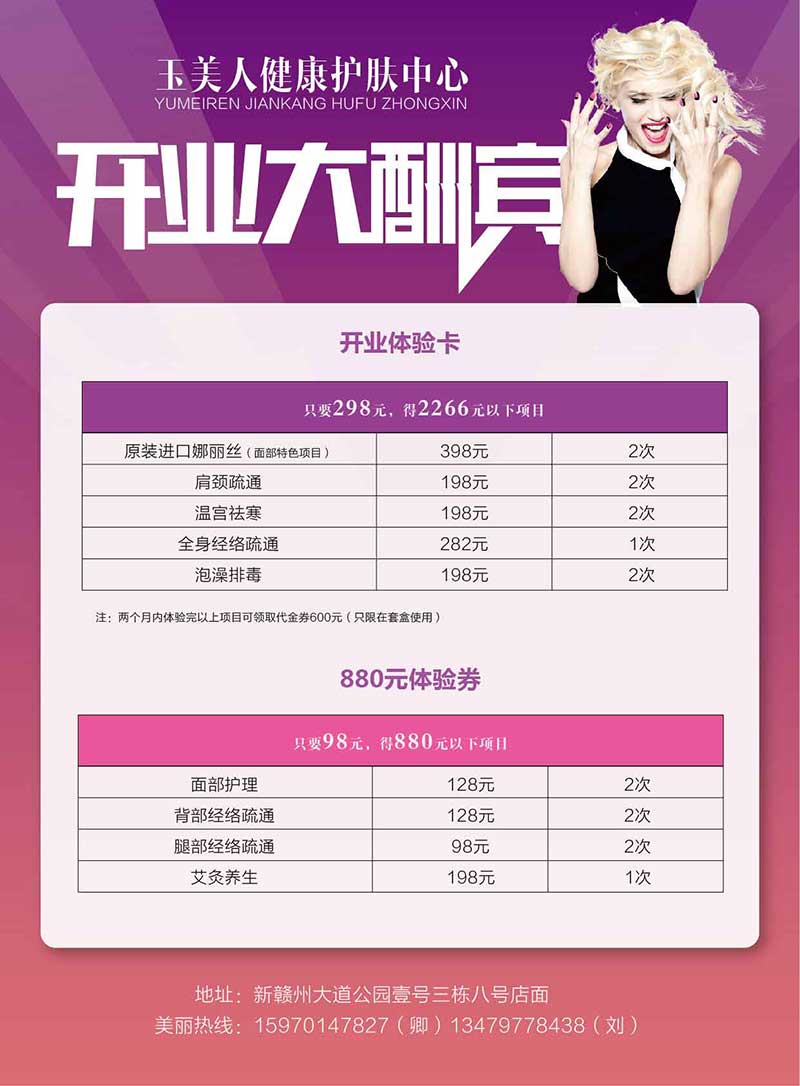 玉美人健康护肤中心
YUMEIREN JIANKANG HUFU ZHONGXIN
开业大酬宾
开业体验卡
只要298元，得2266元以下项目
原装进口娜丽丝（面部特色项目） 398元 2次
肩颈疏通 198元 2次
温宫祛寒 198元 2次
全身经络疏通 282元 1次
泡澡排毒 198元 2次
注：两个月内体验完以上项目可领取代金券600元（只限在套盒使用）
880元体验券
只要98元，得880元以下项目
面部护理 128元 2次
背部经络疏通 128元 2次
腿部经络疏通 98元 2次
艾灸养生 198元 1次
地址：新赣州大道公园壹号三栋八号店面
美丽热线：15970147827（卿）13479778438（刘）